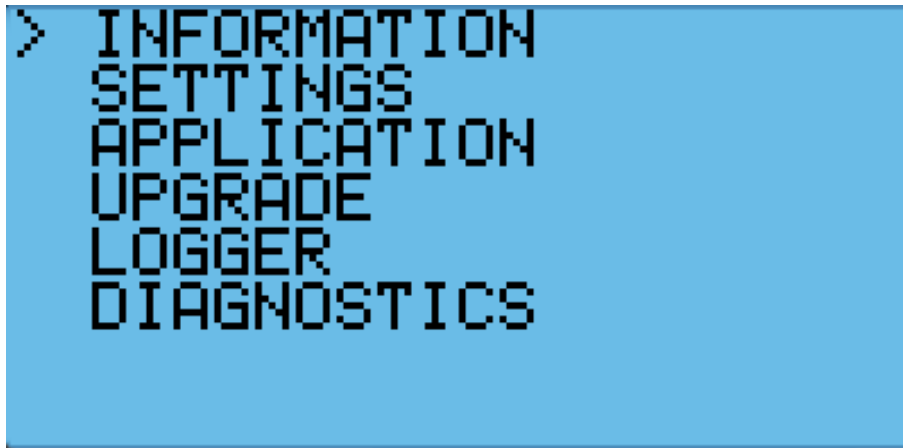 > INFORMATION
SETTINGS
APPLICATION
UPGRADE
LOGGER
DIAGNOSTICS